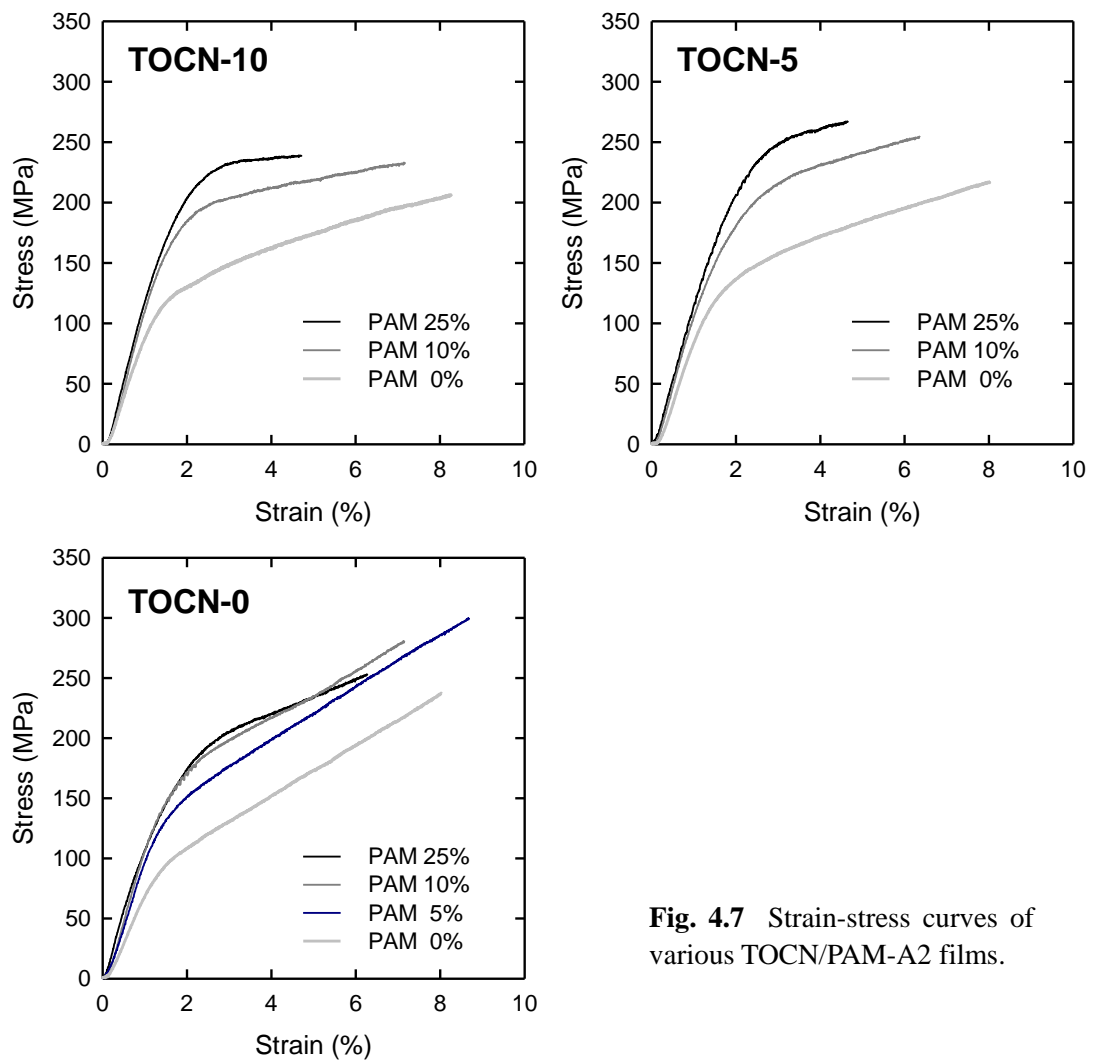 350
300
250
200
150
100
50
0
Stress (MPa)
TOCN-10
PAM 25%
PAM 10%
PAM 0%
0 2 4 6 8 10
Strain (%)
350
300
250
200
150
100
50
0
Stress (MPa)
TOCN-5
PAM 25%
PAM 10%
PAM 0%
0 2 4 6 8 10
Strain (%)
350
300
250
200
150
100
50
0
Stress (MPa)
TOCN-0
PAM 25%
PAM 10%
PAM 5%
PAM 0%
0 2 4 6 8 10
Strain (%)
Fig. 4.7 Strain-stress curves of
various TOCN/PAM-A2 films.